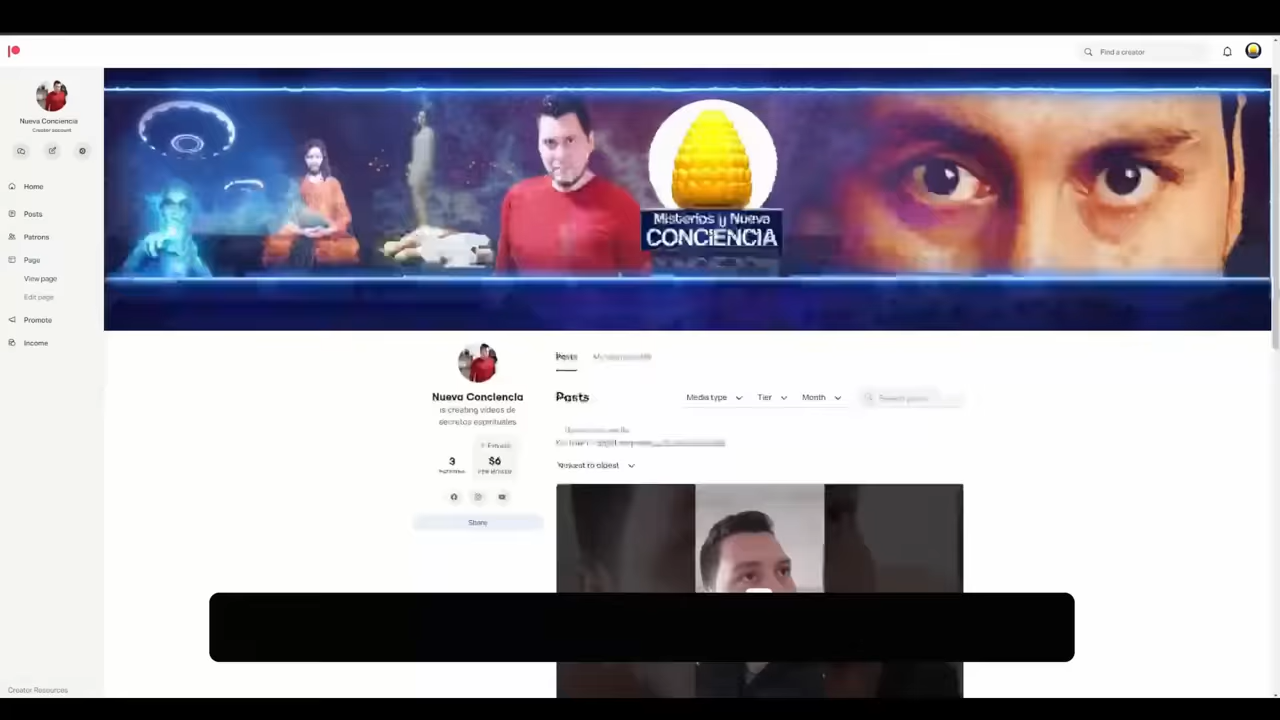 Find a creator
Nueva Conciencia
Creator account
Home
Posts
Patrons
Page
View page
Edit page
Promote
Income
Misterios y Nueva
CONCIENCIA
Posts
Nueva Conciencia
is creating videos de
secretos espirituales
Posts
Media type
Tier
Month
3
$6
Newest to oldest
Share
Creator Resources